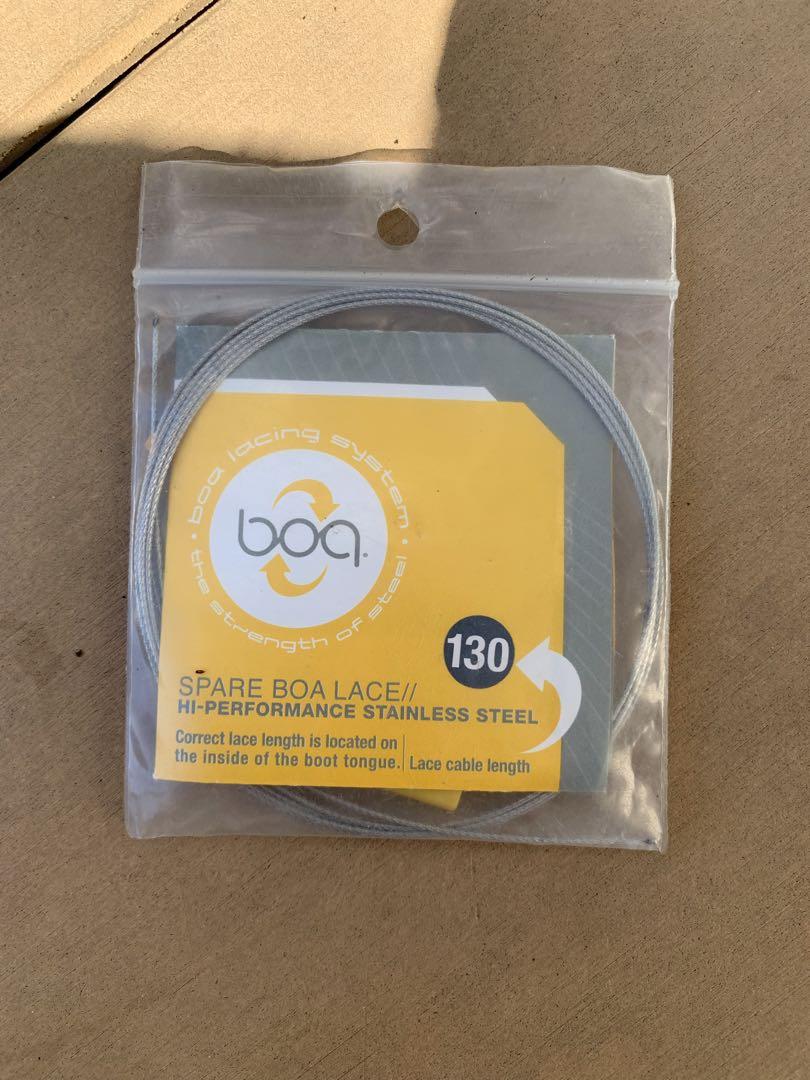 • boa lacing system •
the strength of steel
boa
130
SPARE BOA LACE//
HI-PERFORMANCE STAINLESS STEEL
Correct lace length is located on
the inside of the boot tongue.
Lace cable length